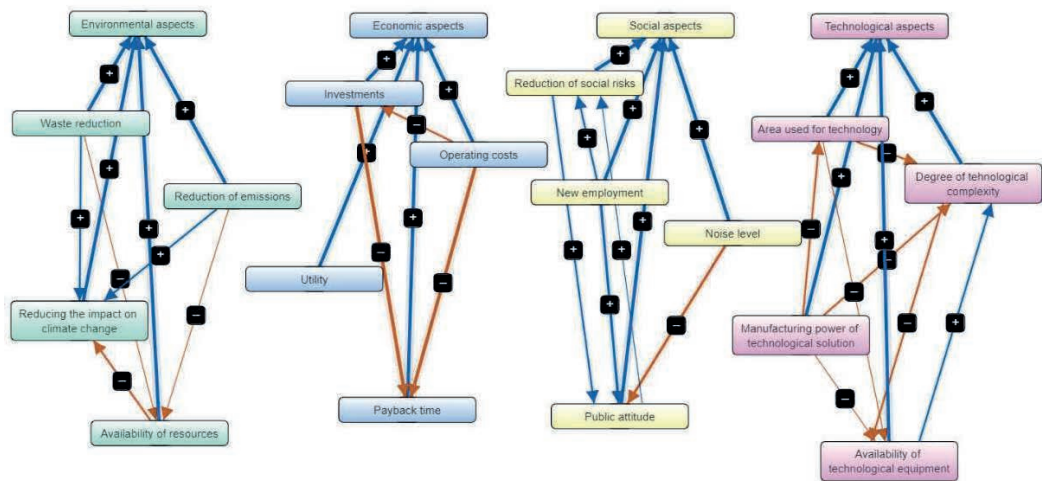 Environmental aspects
Economic aspects
Social aspects
Technological aspects
+
+
+
+
+
+
+
+
Reduction of social risks
Investments
+
+
+
Waste reduction
−
Area used for technology
+
+
+
−
Operating costs
Degree of tehnological
complexity
+
+
Reduction of emissions
New employment
+
Noise level
−
+
+
−
+
+
−
−
Utility
−
−
−
+
−
−
+
Reducing the impact on
climate change
−
Manufacturing power of
technological solution
−
−
Payback time
Public attitude
Availability of resources
Availability of
technological equipment